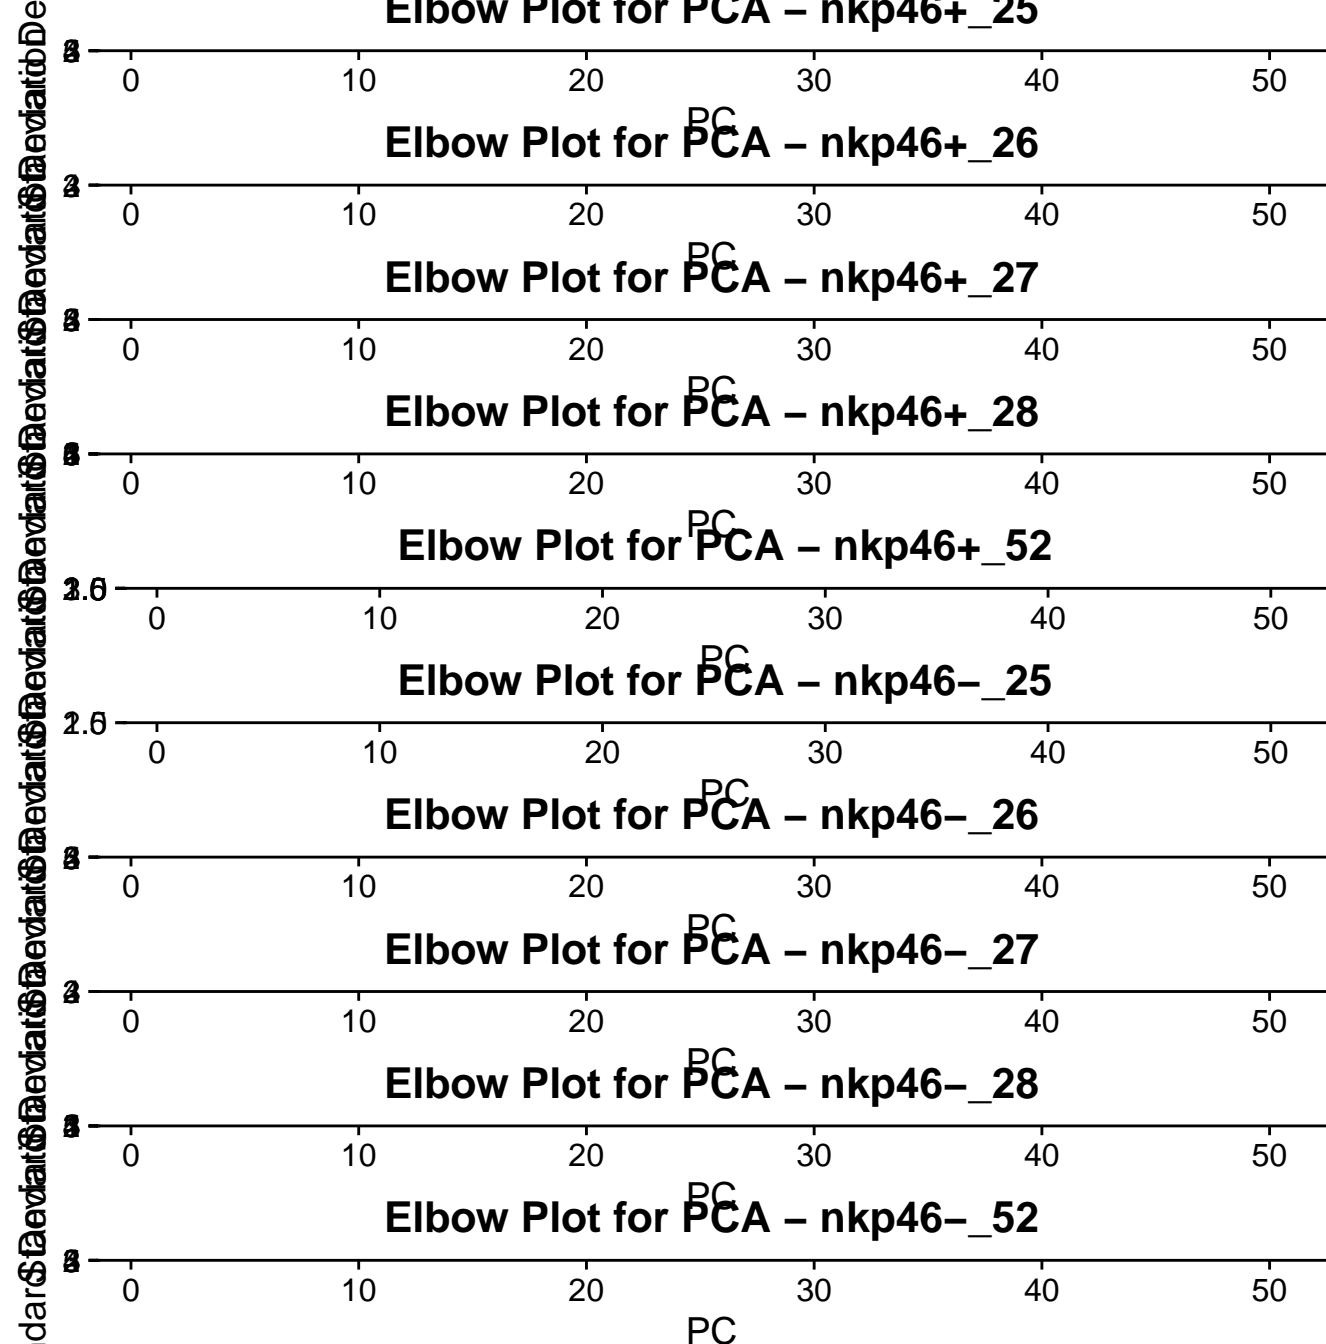 Elbow Plot for PCA – nkp46+_25
0 10 20 30 40 50
PC
Elbow Plot for PCA – nkp46+_26
0 10 20 30 40 50
PC
Elbow Plot for PCA – nkp46+_27
0 10 20 30 40 50
PC
Elbow Plot for PCA – nkp46+_28
0 10 20 30 40 50
PC
Elbow Plot for PCA – nkp46+_52
0 10 20 30 40 50
PC
Elbow Plot for PCA – nkp46–_25
0 10 20 30 40 50
PC
Elbow Plot for PCA – nkp46–_26
0 10 20 30 40 50
PC
Elbow Plot for PCA – nkp46–_27
0 10 20 30 40 50
PC
Elbow Plot for PCA – nkp46–_28
0 10 20 30 40 50
PC
Elbow Plot for PCA – nkp46–_52
0 10 20 30 40 50
PC